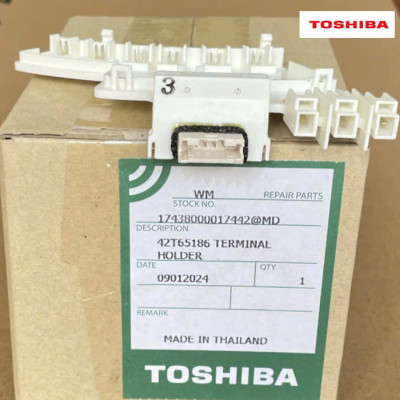 TOSHIBA
3
WM REPAIR PARTS
STOCK NO.
17438000017442@MD
DESCRIPTION
42T65186 TERMINAL
HOLDER
DATE QTY
09012024 1
REMARK
MADE IN THAILAND
TOSHIBA